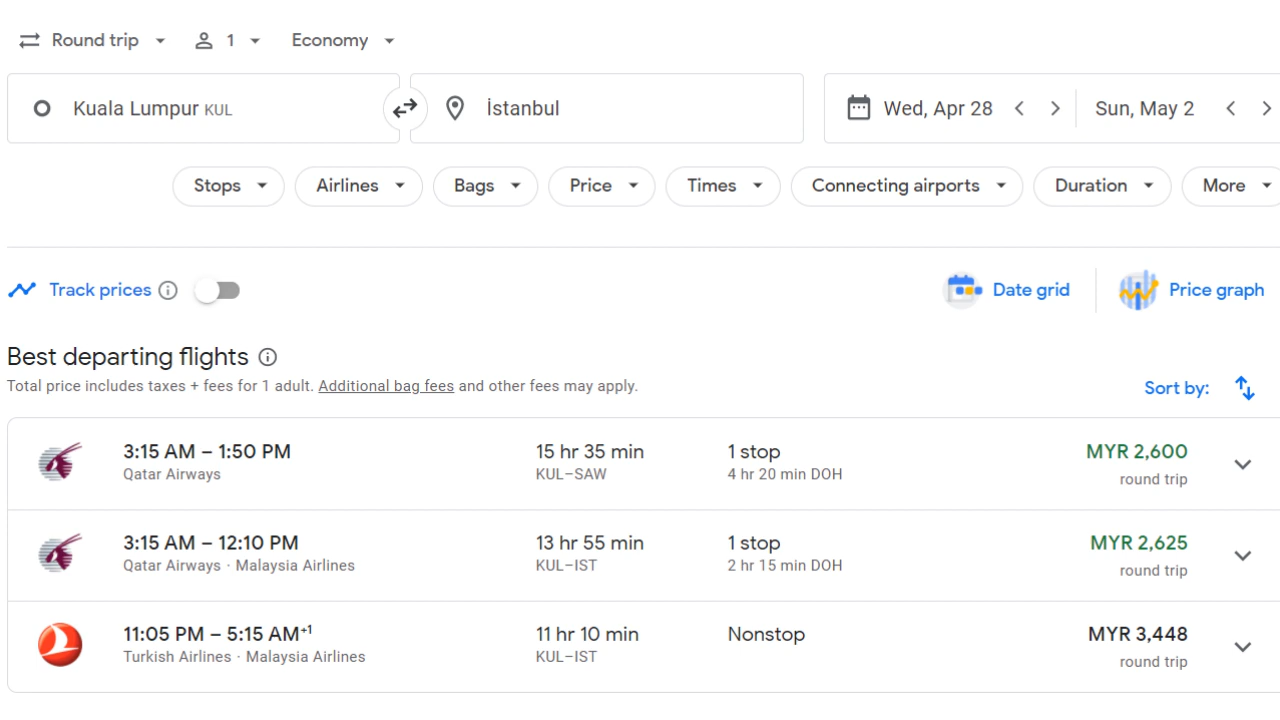 Round trip 1 Economy
Kuala Lumpur KUL İstanbul Wed, Apr 28 Sun, May 2
Stops Airlines Bags Price Times Connecting airports Duration More
Track prices Date grid Price graph
Best departing flights
Total price includes taxes + fees for 1 adult. Additional bag fees and other fees may apply.
Sort by:
3:15 AM – 1:50 PM 15 hr 35 min 1 stop MYR 2,600
Qatar Airways KUL–SAW 4 hr 20 min DOH round trip
3:15 AM – 12:10 PM 13 hr 55 min 1 stop MYR 2,625
Qatar Airways · Malaysia Airlines KUL–IST 2 hr 15 min DOH round trip
11:05 PM – 5:15 AM+1 11 hr 10 min Nonstop MYR 3,448
Turkish Airlines · Malaysia Airlines KUL–IST round trip